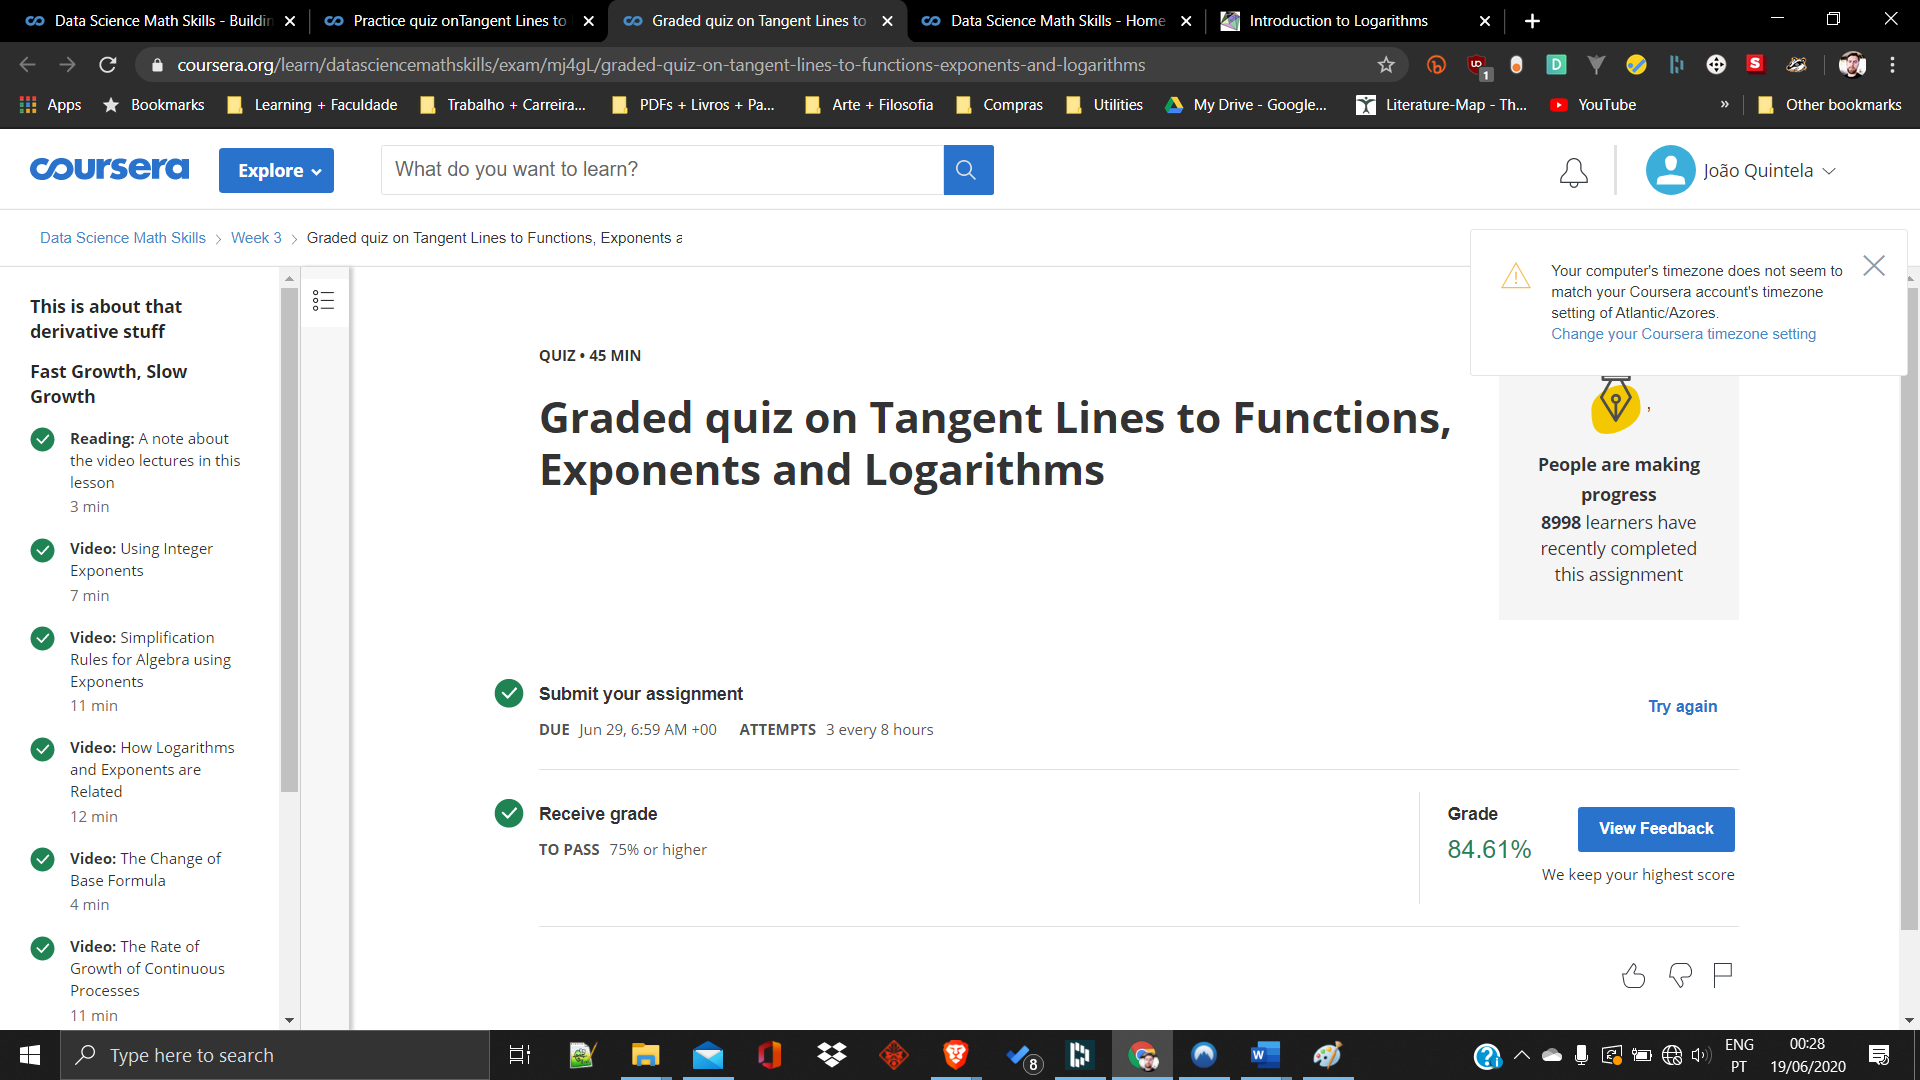 Data Science Math Skills - Buildin
Practice quiz onTangent Lines to
Graded quiz on Tangent Lines to
Data Science Math Skills - Home
Introduction to Logarithms
coursera.org/learn/datasciencemathskills/exam/mj4gL/graded-quiz-on-tangent-lines-to-functions-exponents-and-logarithms
1
D
S
Apps
Bookmarks
Learning + Faculdade
Trabalho + Carreira...
PDFs + Livros + Pa...
Arte + Filosofia
Compras
Utilities
My Drive - Google...
Literature-Map - Th...
YouTube
»
Other bookmarks
coursera
Explore
What do you want to learn?
João Quintela
Data Science Math Skills
Week 3
Graded quiz on Tangent Lines to Functions, Exponents a
Your computer's timezone does not seem to
match your Coursera account's timezone
setting of Atlantic/Azores.
Change your Coursera timezone setting
This is about that
derivative stuff
Fast Growth, Slow
Growth
Reading: A note about
the video lectures in this
lesson
3 min
Video: Using Integer
Exponents
7 min
Video: Simplification
Rules for Algebra using
Exponents
11 min
Video: How Logarithms
and Exponents are
Related
12 min
Video: The Change of
Base Formula
4 min
Video: The Rate of
Growth of Continuous
Processes
11 min
QUIZ • 45 MIN
Graded quiz on Tangent Lines to Functions,
Exponents and Logarithms
People are making
progress
8998 learners have
recently completed
this assignment
Submit your assignment
DUE Jun 29, 6:59 AM +00 ATTEMPTS 3 every 8 hours
Try again
Receive grade
TO PASS 75% or higher
Grade
84.61%
View Feedback
We keep your highest score
Type here to search
8
ENG
PT
00:28
19/06/2020